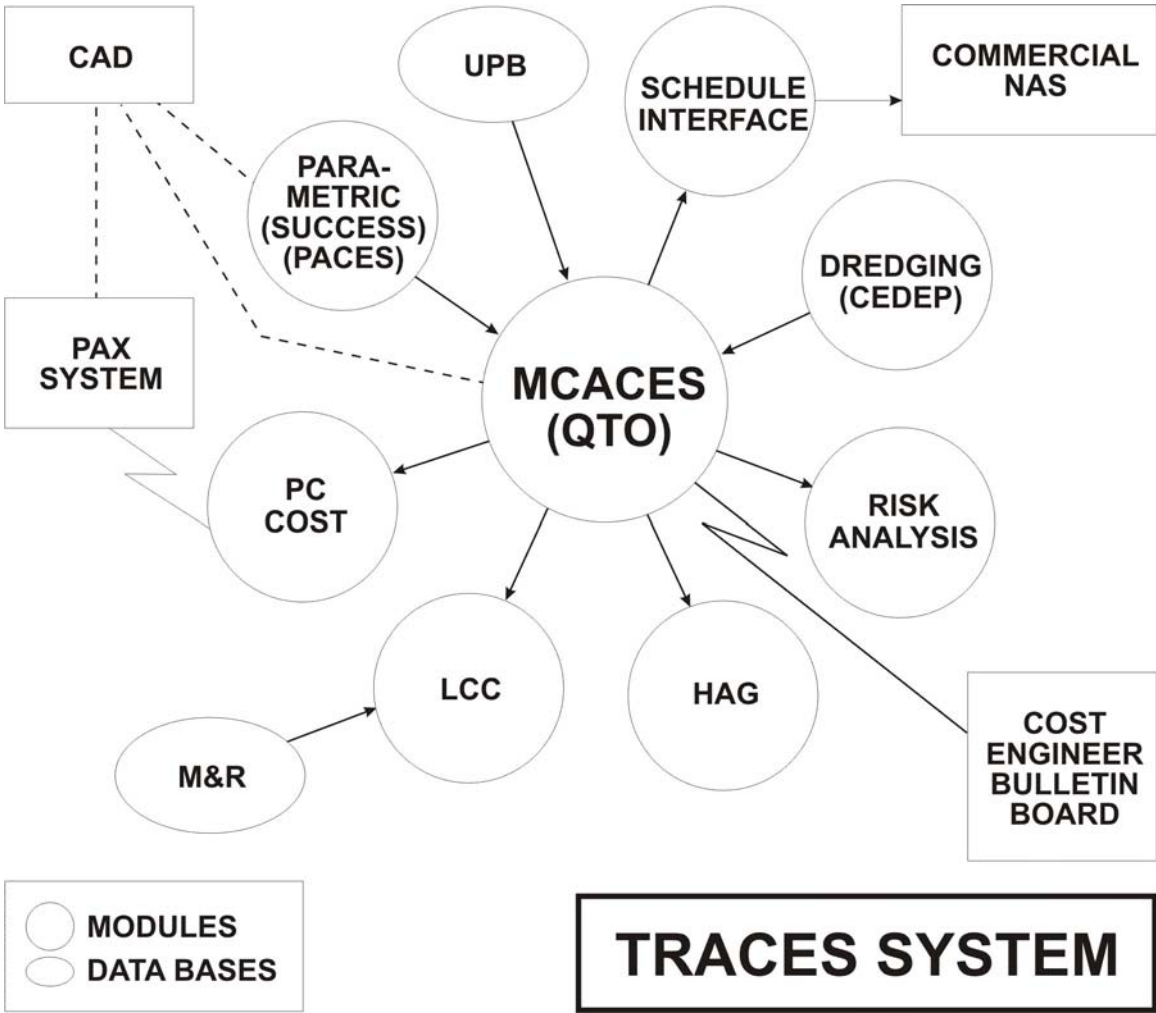 CAD
UPB
SCHEDULE
INTERFACE
COMMERCIAL
NAS
PARA-
METRIC
(SUCCESS)
(PACES)
DREDGING
(CEDEP)
PAX
SYSTEM
MCACES
(QTO)
PC
COST
RISK
ANALYSIS
LCC
HAG
M&R
COST
ENGINEER
BULLETIN
BOARD
MODULES
DATA BASES
TRACES SYSTEM